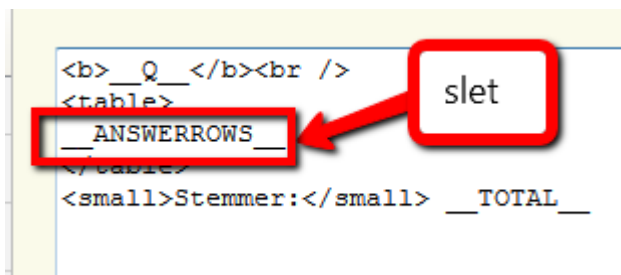 <b>__Q__</b><br />
<table>
__ANSWERROWS__
</table>
<small>Stemmer:</small> __TOTAL__
slet